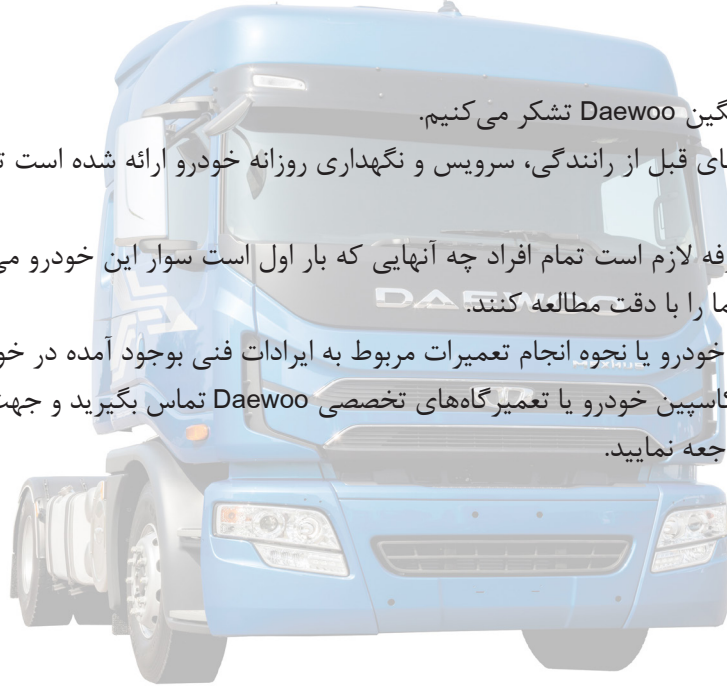 گین Daewoo تشکر می‌کنیم.
ای قبل از رانندگی، سرویس و نگهداری روزانه خودرو ارائه شده است
فه لازم است تمام افراد چه آنهایی که بار اول است سوار این خودرو می
ما را با دقت مطالعه کنند.
خودرو یا نحوه انجام تعمیرات مربوط به ایرادات فنی بوجود آمده در خو
کاسپین خودرو یا تعمیرگاه‌های تخصصی Daewoo تماس بگیرید و جهت
جعه نمایید.
DAEWOO